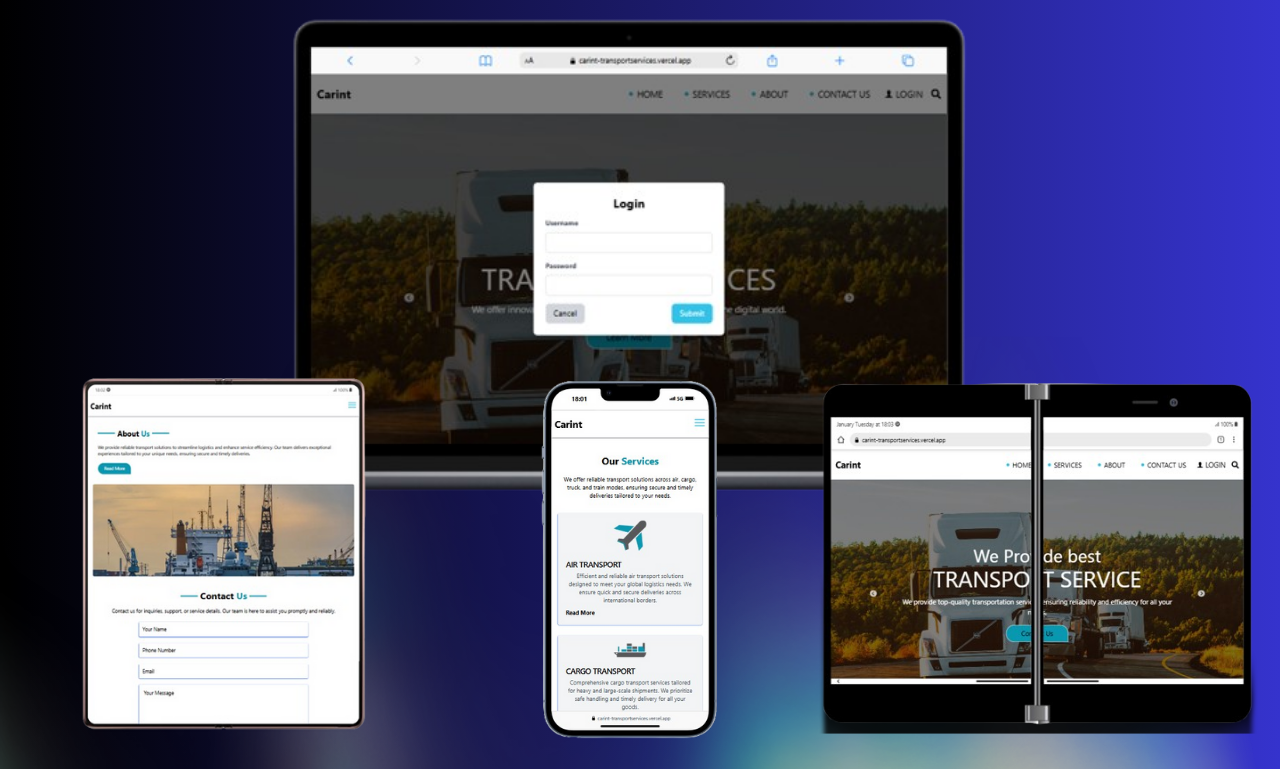 AA carint-transportservices.vercel.app
Carint
HOME SERVICES ABOUT CONTACT US LOGIN
Login
Username
Password
Cancel Submit
TRA CES
We offer innova e digital world.
Learn More
18:02 100%
Carint
About Us
We provide reliable transport solutions to streamline logistics and enhance service efficiency. Our team delivers exceptional
experiences tailored to your unique needs, ensuring secure and timely deliveries.
Read More
Contact Us
Contact us for inquiries, support, or service details. Our team is here to assist you promptly and reliably.
Your Name
Phone Number
Email
Your Message
18:01 5G
Carint
Our Services
We offer reliable transport solutions across air, cargo,
truck, and train modes, ensuring secure and timely
deliveries tailored to your needs.
AIR TRANSPORT
Efficient and reliable air transport solutions
designed to meet your global logistics needs. We
ensure quick and secure deliveries across
international borders.
Read More
CARGO TRANSPORT
Comprehensive cargo transport services tailored
for heavy and large-scale shipments. We prioritize
safe handling and timely delivery for all your
goods.
carint-transportservices.vercel.app
January Tuesday at 18:03 100%
carint-transportservices.vercel.app
Carint
HOME SERVICES ABOUT CONTACT US LOGIN
We Pro de best
TRANSPO T SERVICE
We provide top-quality transportation servic ensuring reliability and efficiency for all your
Co Us